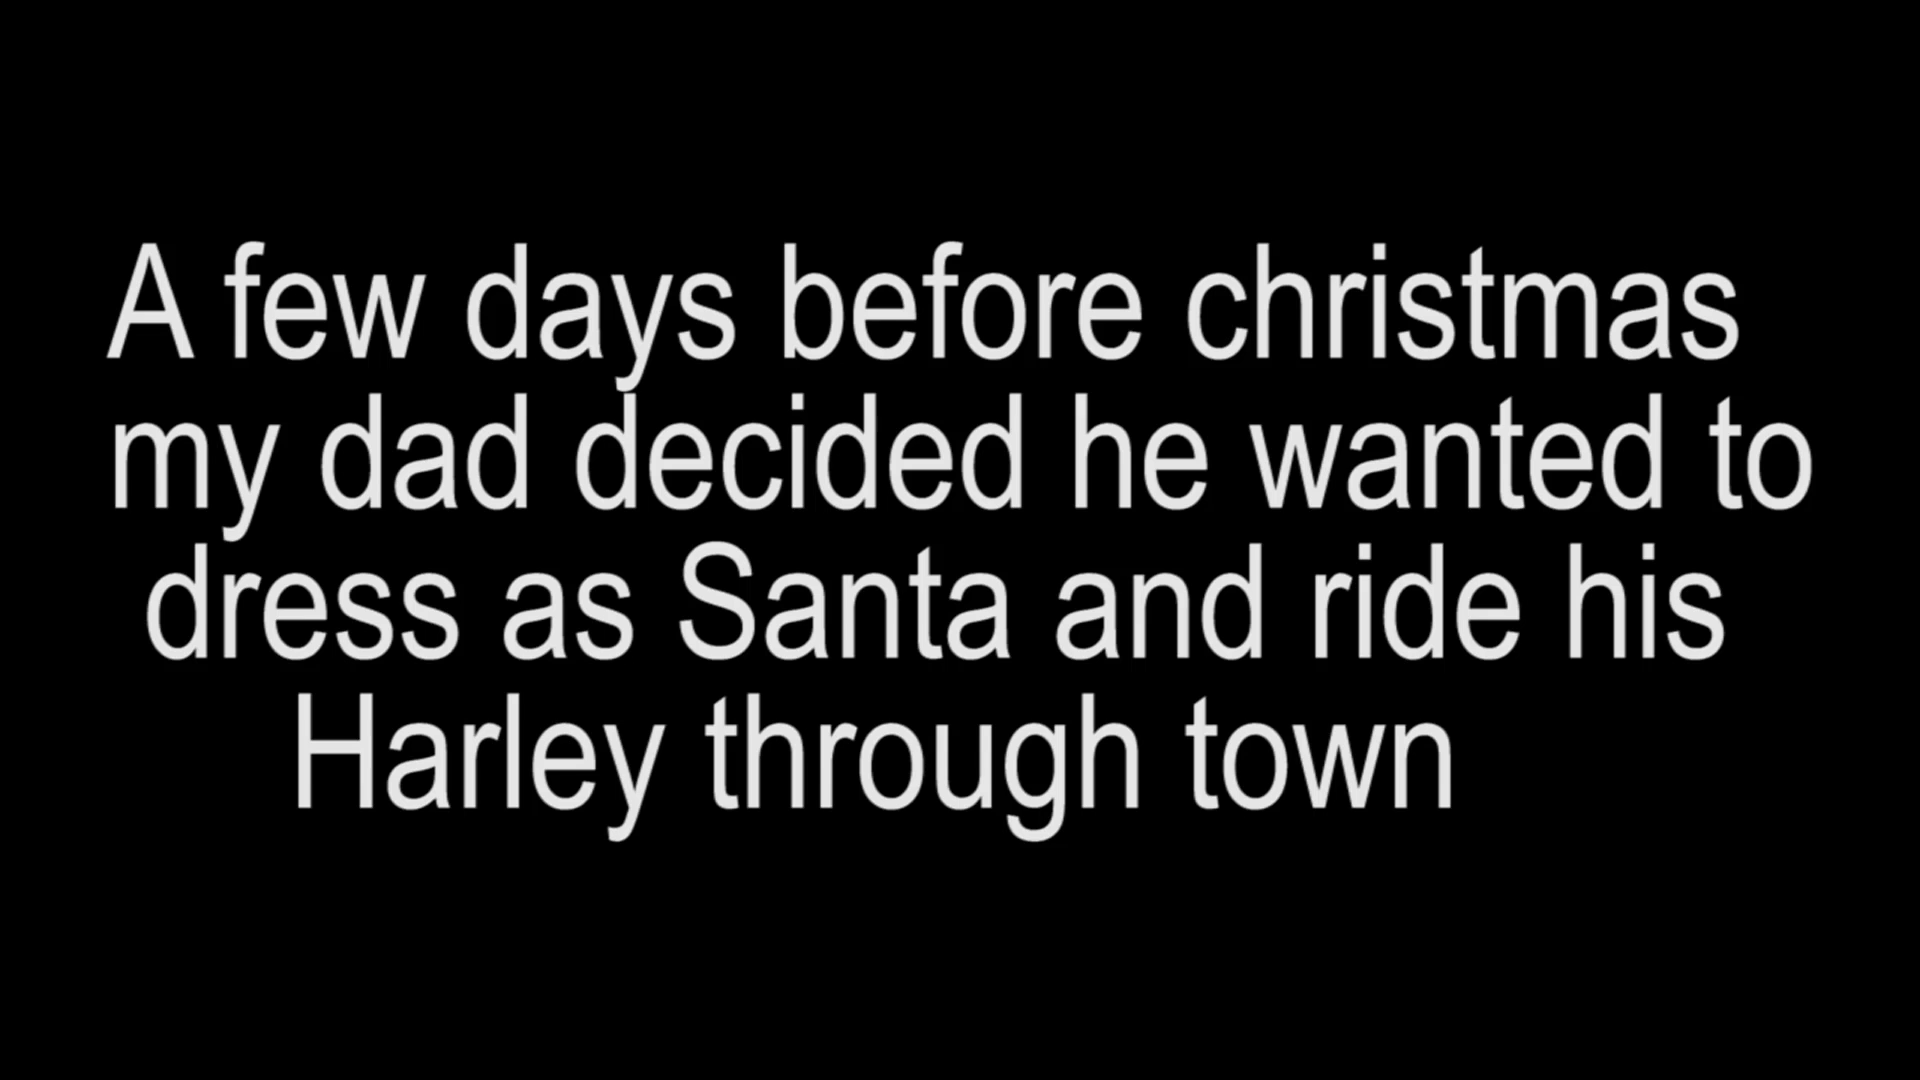 A few days before christmas
my dad decided he wanted to
dress as Santa and ride his
Harley through town